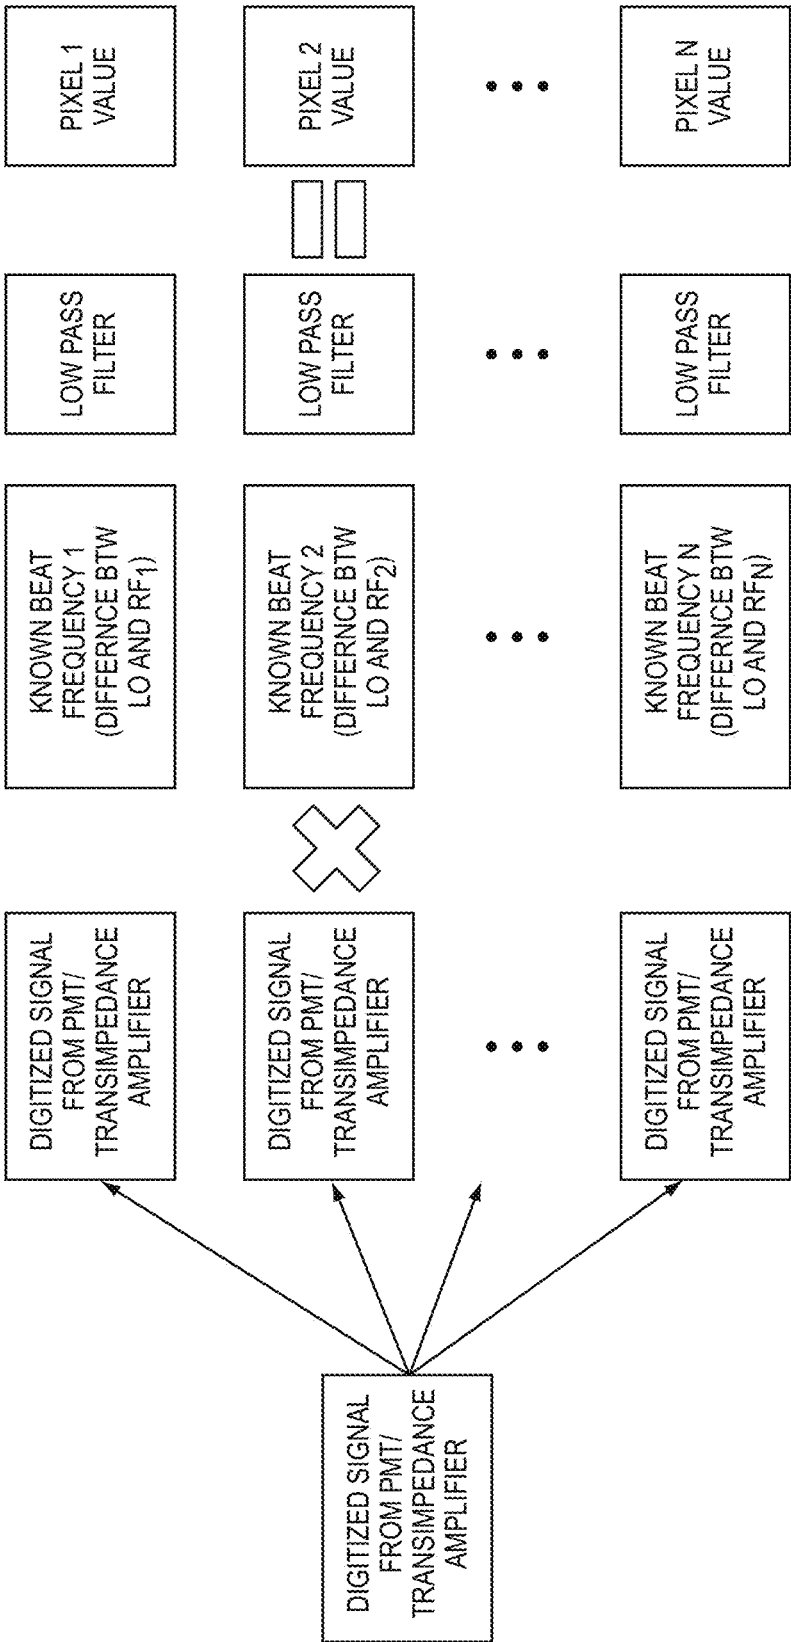 DIGITIZED SIGNAL
FROM PMT/
TRANSIMPEDANCE
AMPLIFIER
DIGITIZED SIGNAL
FROM PMT/
TRANSIMPEDANCE
AMPLIFIER
KNOWN BEAT
FREQUENCY 1
(DIFFERNCE BTW
LO AND RF1)
LOW PASS
FILTER
PIXEL 1
VALUE
DIGITIZED SIGNAL
FROM PMT/
TRANSIMPEDANCE
AMPLIFIER
KNOWN BEAT
FREQUENCY 2
(DIFFERNCE BTW
LO AND RF2)
LOW PASS
FILTER
PIXEL 2
VALUE
DIGITIZED SIGNAL
FROM PMT/
TRANSIMPEDANCE
AMPLIFIER
KNOWN BEAT
FREQUENCY N
(DIFFERNCE BTW
LO AND RFN)
LOW PASS
FILTER
PIXEL N
VALUE